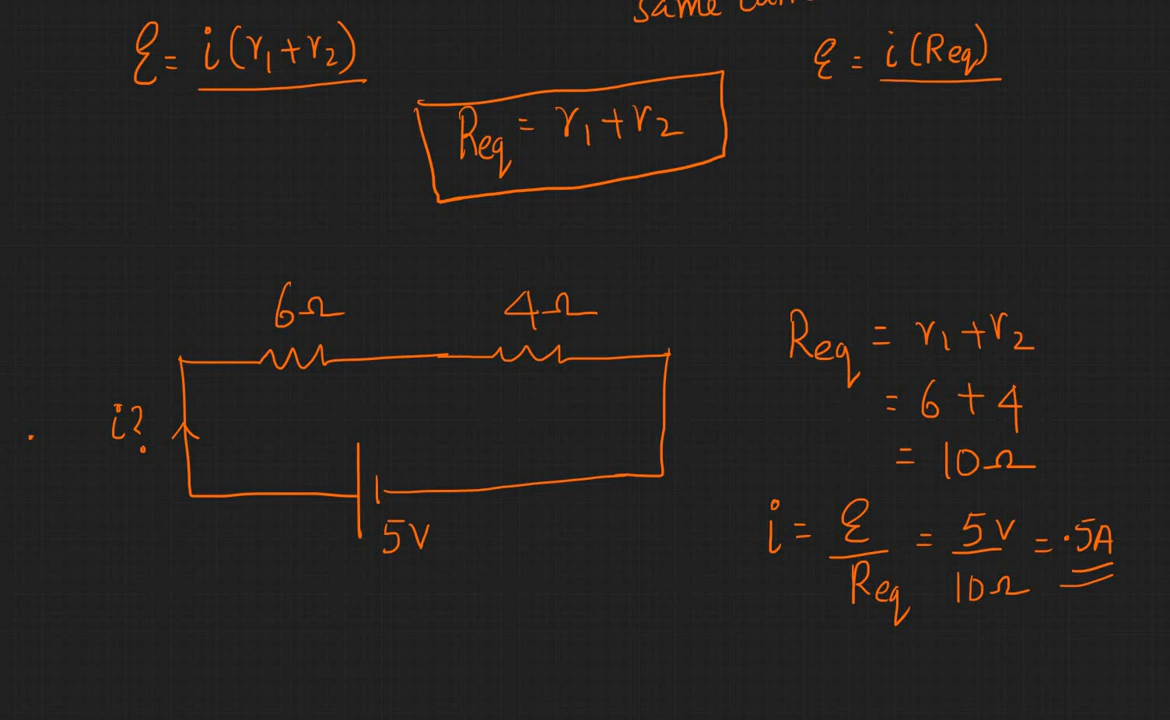 same
ε = i(r₁+r₂)
ε = i(Req)
Req = r₁+r₂
6Ω
4Ω
i?
5V
Req = r₁+r₂
= 6+4
= 10Ω
i = ε/Req = 5V/10Ω = .5A